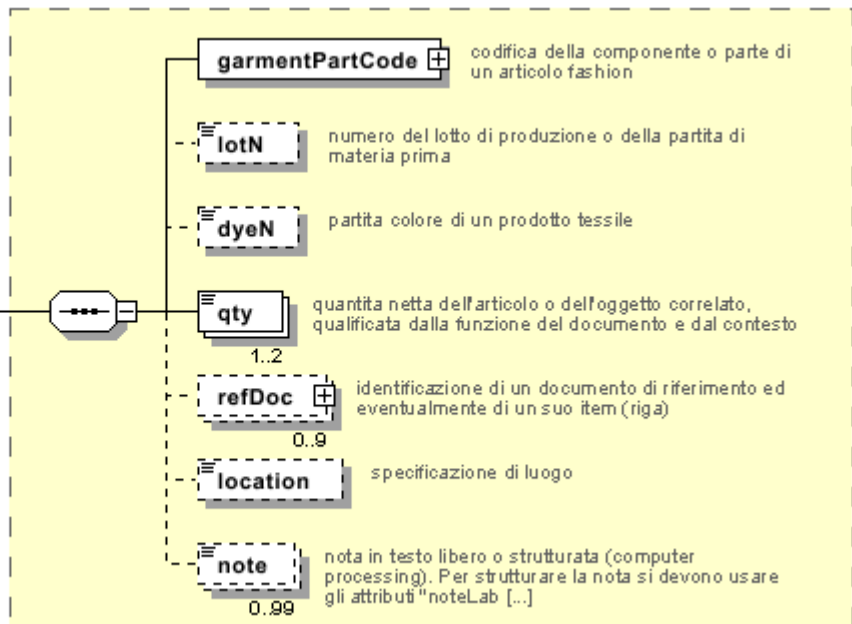 garmentPartCode
codifica della componente o parte di
un articolo fashion
lotN
numero del lotto di produzione o della partita di
materia prima
dyeN
partita colore di un prodotto tessile
qty
quantita netta dell'articolo o dell'oggetto correlato,
qualificata dalla funzione del documento e dal contesto
1..2
refDoc
identificazione di un documento di riferimento ed
eventualmente di un suo item (riga)
0..9
location
specificazione di luogo
note
nota in testo libero o strutturata (computer
processing). Per strutturare la nota si devono usare
gli attributi "noteLab [...]
0..99